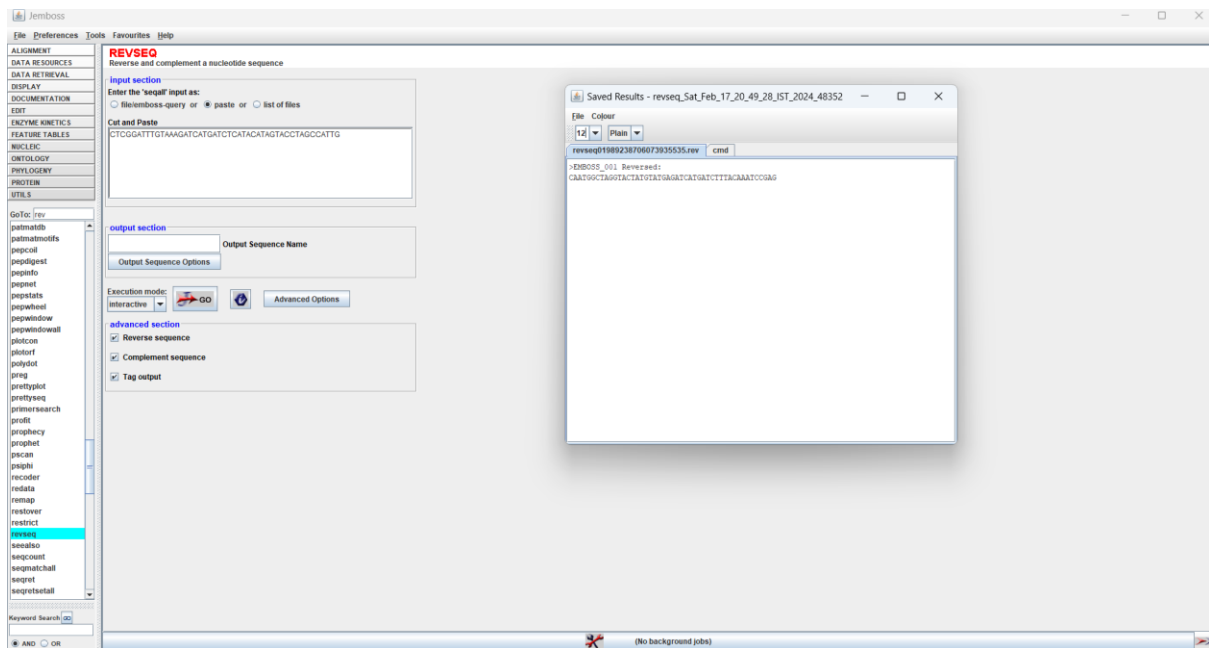 Jemboss
File Preferences Tools Favourites Help
ALIGNMENT
DATA RESOURCES
DATA RETRIEVAL
DISPLAY
DOCUMENTATION
EDIT
ENZYME KINETICS
FEATURE TABLES
NUCLEIC
ONTOLOGY
PHYLOGENY
PROTEIN
UTILS
GoTo: rev
patmatdb
patmatmotifs
pepcoil
pepdigest
pepinfo
pepnet
pepstats
pepwheel
pepwindow
pepwindowall
plotcon
plotorf
polydot
preg
prettyplot
prettyseq
primersearch
profit
prophecy
prophet
pscan
psiphi
recoder
redata
remap
restover
restrict
revseq
seealso
seqcount
seqmatchall
seqret
seqretsetall
Keyword Search GO
AND OR
REVSEQ
Reverse and complement a nucleotide sequence
input section
Enter the 'seqall' input as:
file/emboss-query or paste or list of files
Cut and Paste
CTCGGATTTGTAAAGATCATGATCTCATACATAGTACCTAGCCATTG
output section
Output Sequence Name
Output Sequence Options
Execution mode:
interactive GO Advanced Options
advanced section
Reverse sequence
Complement sequence
Tag output
Saved Results - revseq_Sat_Feb_17_20_49_28_IST_2024_48352
File Colour
12 Plain
revseq01989238706073935535.rev cmd
>EMBOSS_001 Reversed:
CAATGGCTAGGTACTATGTATGAGATCATGATCTTTACAAATCCGAG
(No background jobs)